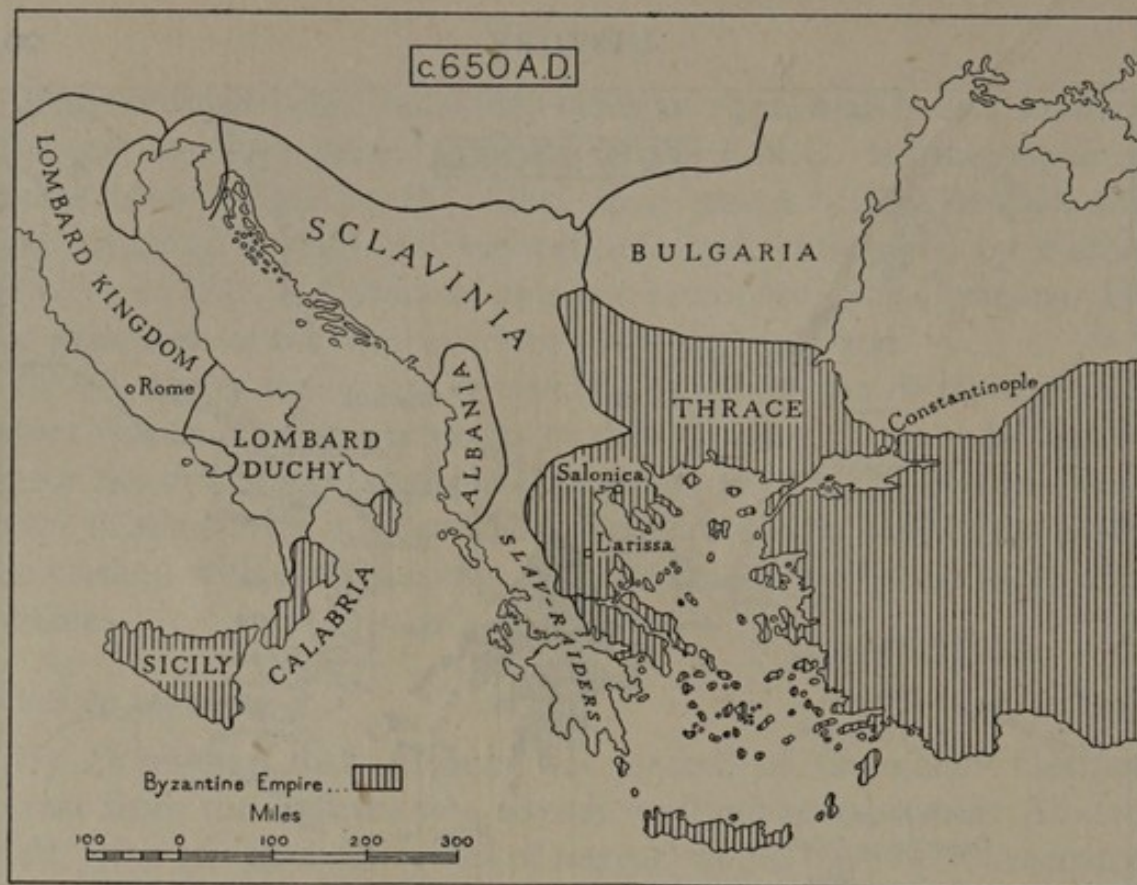 c.650 A.D.
LOMBARD KINGDOM
SCLAVINIA
BULGARIA
Rome
ALBANIA
THRACE
Constantinople
LOMBARD
DUCHY
Salonica
Larissa
SLAV-RAIDERS
CALABRIA
SICILY
Byzantine Empire...
Miles
100 0 100 200 300